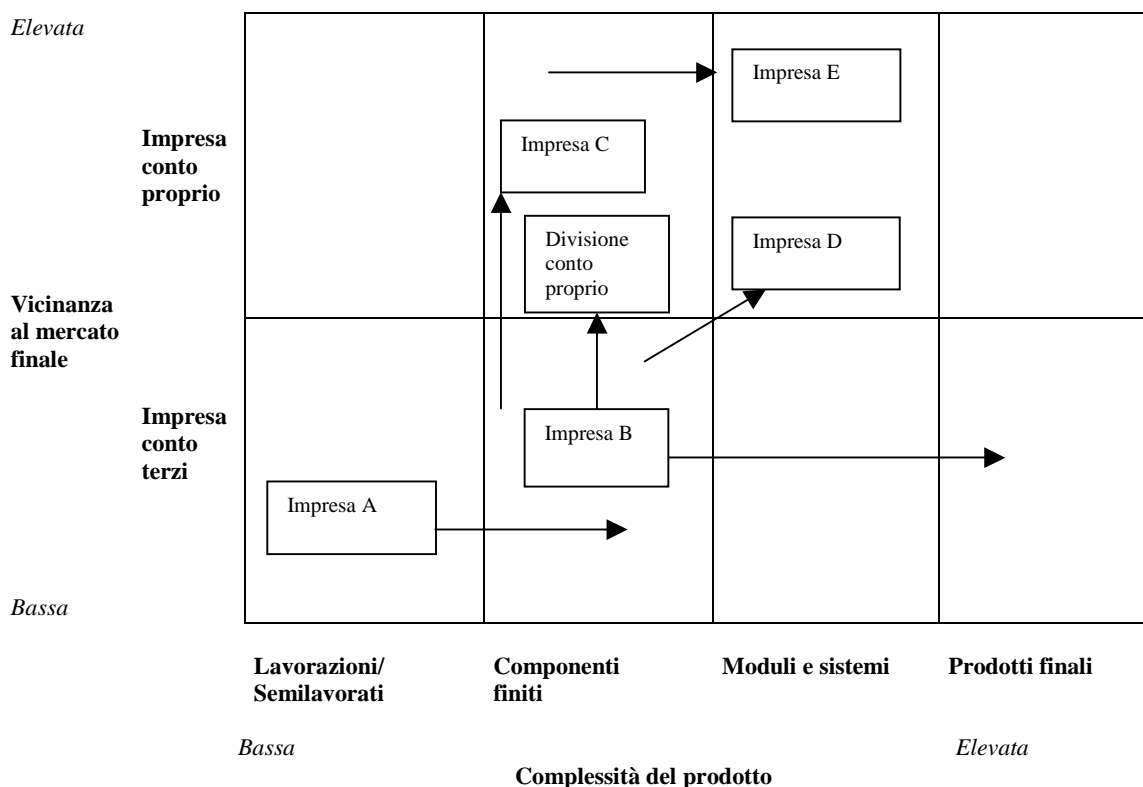 Elevata
Impresa E
Impresa
conto
proprio
Impresa C
Divisione
conto
proprio
Impresa D
Vicinanza
al mercato
finale
Impresa
conto
terzi
Impresa B
Impresa A
Bassa
Lavorazioni/
Semilavorati
Componenti
finiti
Moduli e sistemi
Prodotti finali
Bassa
Elevata
Complessità del prodotto